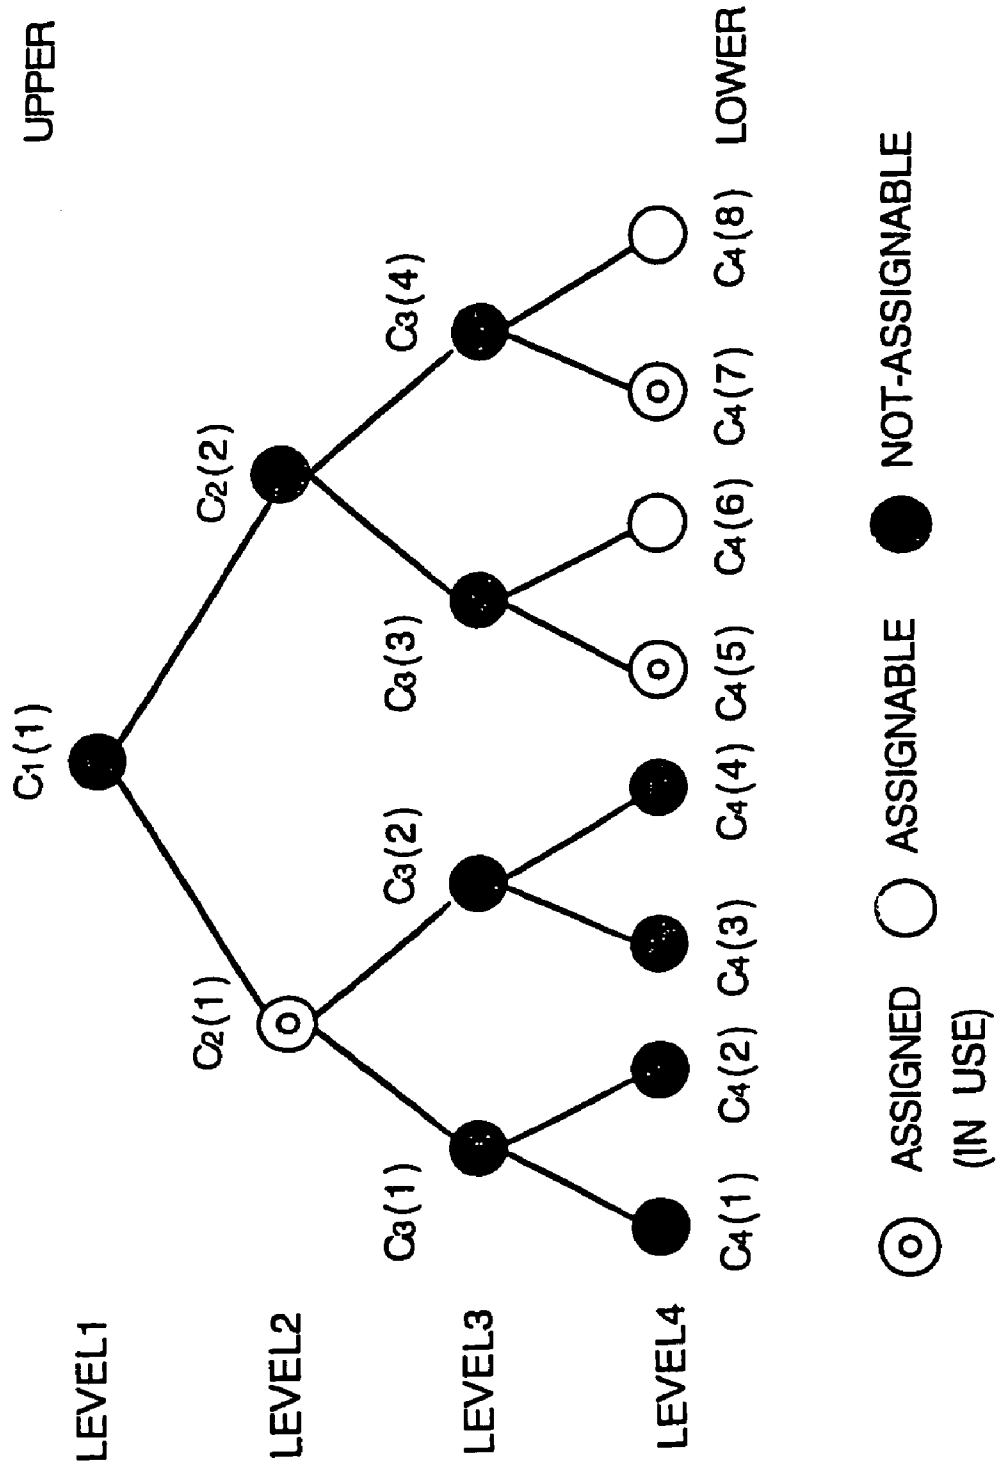 UPPER
LEVEL1
C1(1)
LEVEL2
C2(1)
C2(2)
LEVEL3
C3(1)
C3(2)
C3(3)
C3(4)
LEVEL4
C4(1)
C4(2)
C4(3)
C4(4)
C4(5)
C4(6)
C4(7)
C4(8)
LOWER
ASSIGNED
(IN USE)
ASSIGNABLE
NOT-ASSIGNABLE